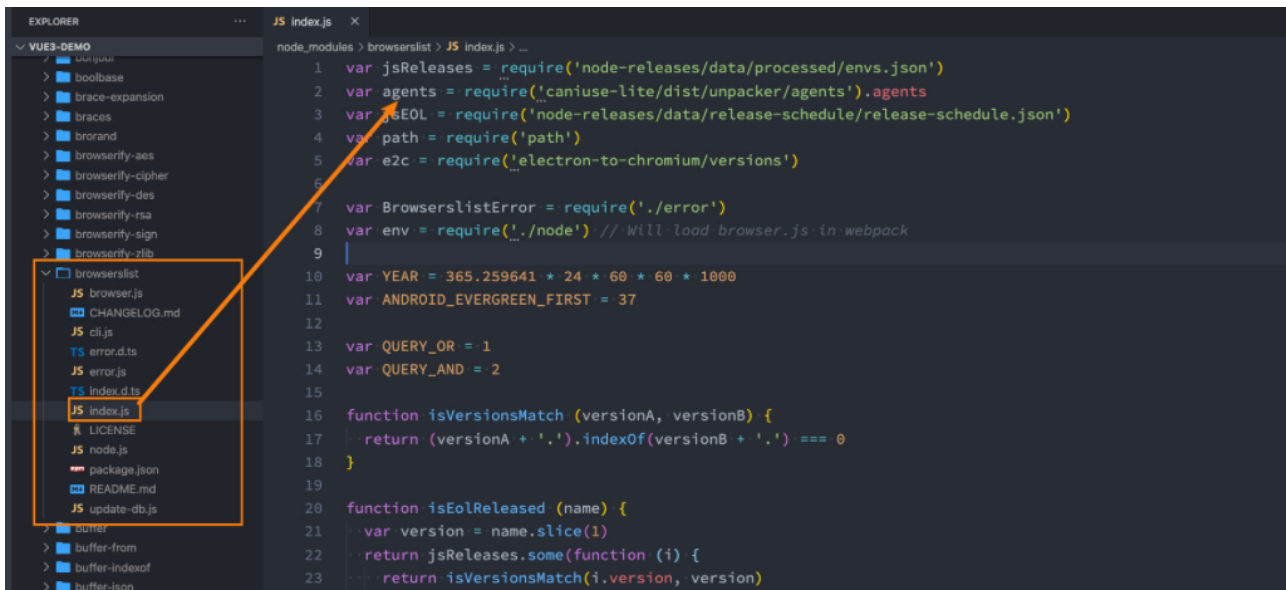 EXPLORER
...
JS index.js ×
VUE3-DEMO
node_modules > browserslist > JS index.js > ...
bonjour
boolbase
brace-expansion
braces
brorand
browserify-aes
browserify-cipher
browserify-des
browserify-rsa
browserify-sign
browserify-zlib
browserslist
JS browser.js
CHANGELOG.md
JS cli.js
TS error.d.ts
JS error.js
TS index.d.ts
JS index.js
LICENSE
JS node.js
package.json
README.md
JS update-db.js
buffer
buffer-from
buffer-indexof
buffer-json
1 var jsReleases = require('node-releases/data/processed/envs.json')
2 var agents = require('caniuse-lite/dist/unpacker/agents').agents
3 var jsEOL = require('node-releases/data/release-schedule/release-schedule.json')
4 var path = require('path')
5 var e2c = require('electron-to-chromium/versions')
6
7 var BrowserslistError = require('./error')
8 var env = require('./node') // Will load browser.js in webpack
9
10 var YEAR = 365.259641 * 24 * 60 * 60 * 1000
11 var ANDROID_EVERGREEN_FIRST = 37
12
13 var QUERY_OR = 1
14 var QUERY_AND = 2
15
16 function isVersionsMatch (versionA, versionB) {
17 return (versionA + '.').indexOf(versionB + '.') === 0
18 }
19
20 function isEolReleased (name) {
21 var version = name.slice(1)
22 return jsReleases.some(function (i) {
23 return isVersionsMatch(i.version, version)